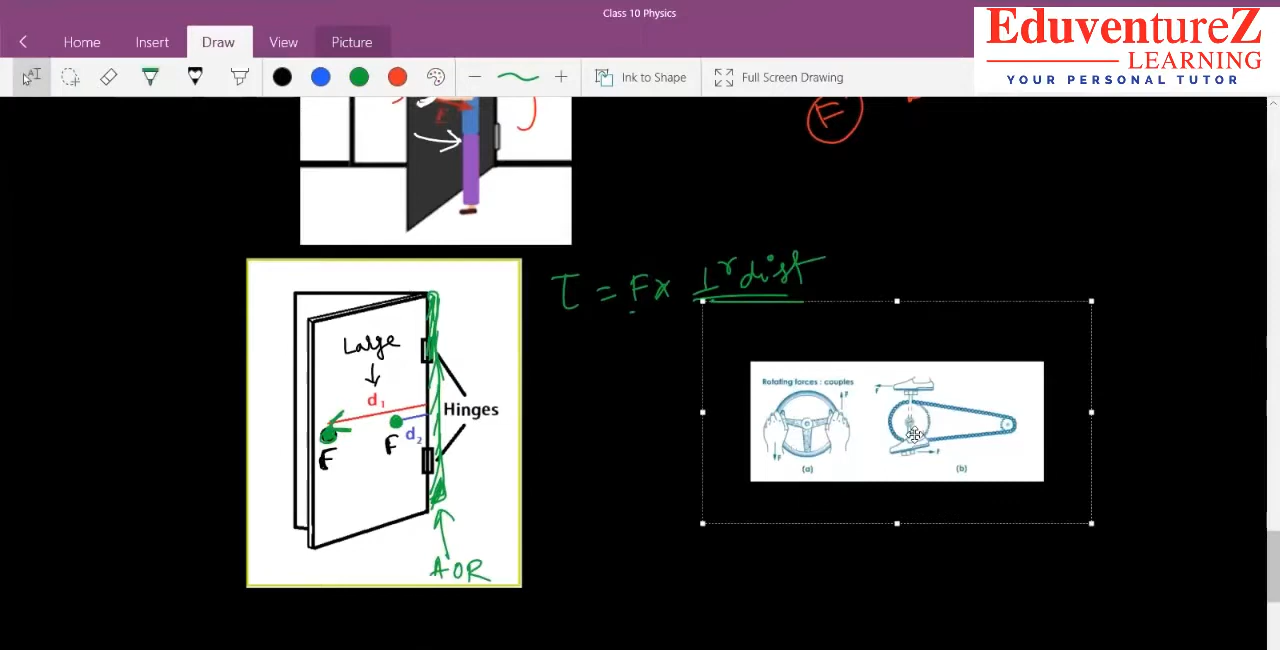 Class 10 Physics
EduventureZ
LEARNING
YOUR PERSONAL TUTOR
Home Insert Draw View Picture
Ink to Shape Full Screen Drawing
F
F
τ = F x ⊥r dist
Large
d1
Hinges
F
F
d2
AOR
Rotating forces : couples
F
F
F
F
(a)
(b)